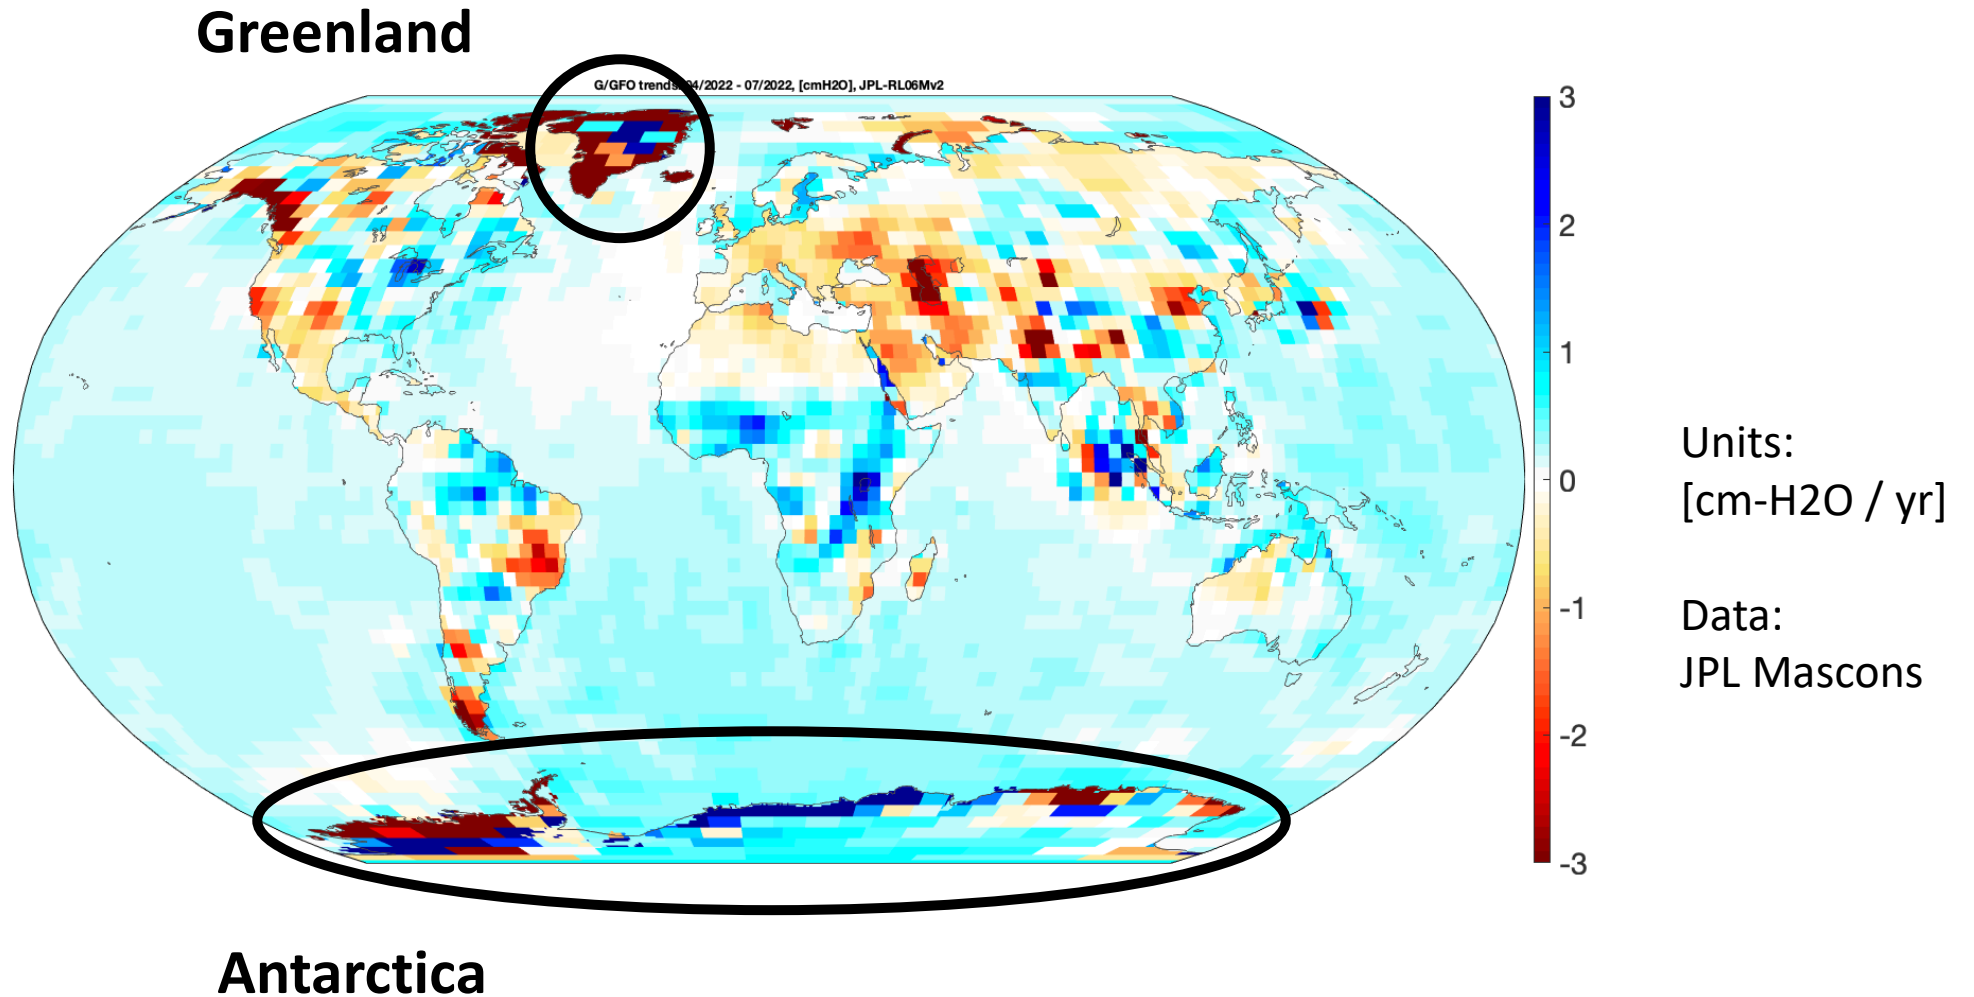 Greenland
G/GFO trends 04/2022 - 07/2022, [cmH2O], JPL-RL06Mv2
3
2
1
0
-1
-2
-3
Units:
[cm-H2O / yr]
Data:
JPL Mascons
Antarctica